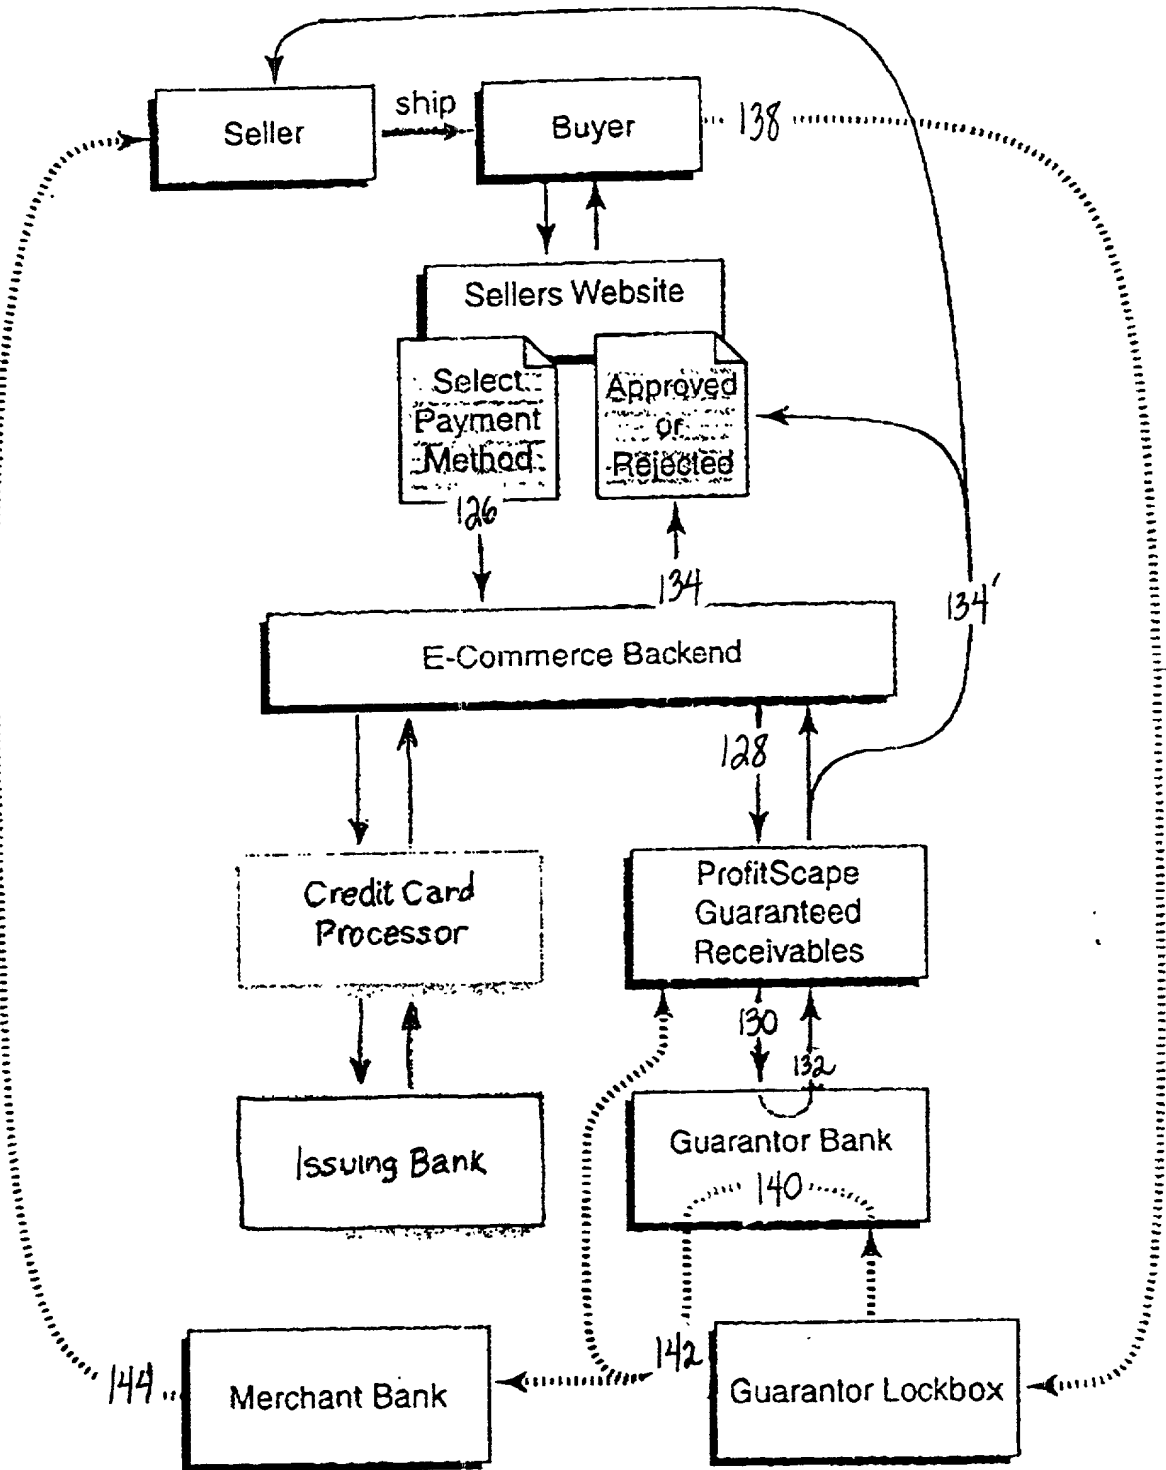 Seller
ship
Buyer
138
Sellers Website
Select
Payment
Method
Approved
or
Rejected
126
134
134'
E-Commerce Backend
128
Credit Card
Processor
ProfitScape
Guaranteed
Receivables
130
132
Issuing Bank
Guarantor Bank
140
142
144
Merchant Bank
Guarantor Lockbox